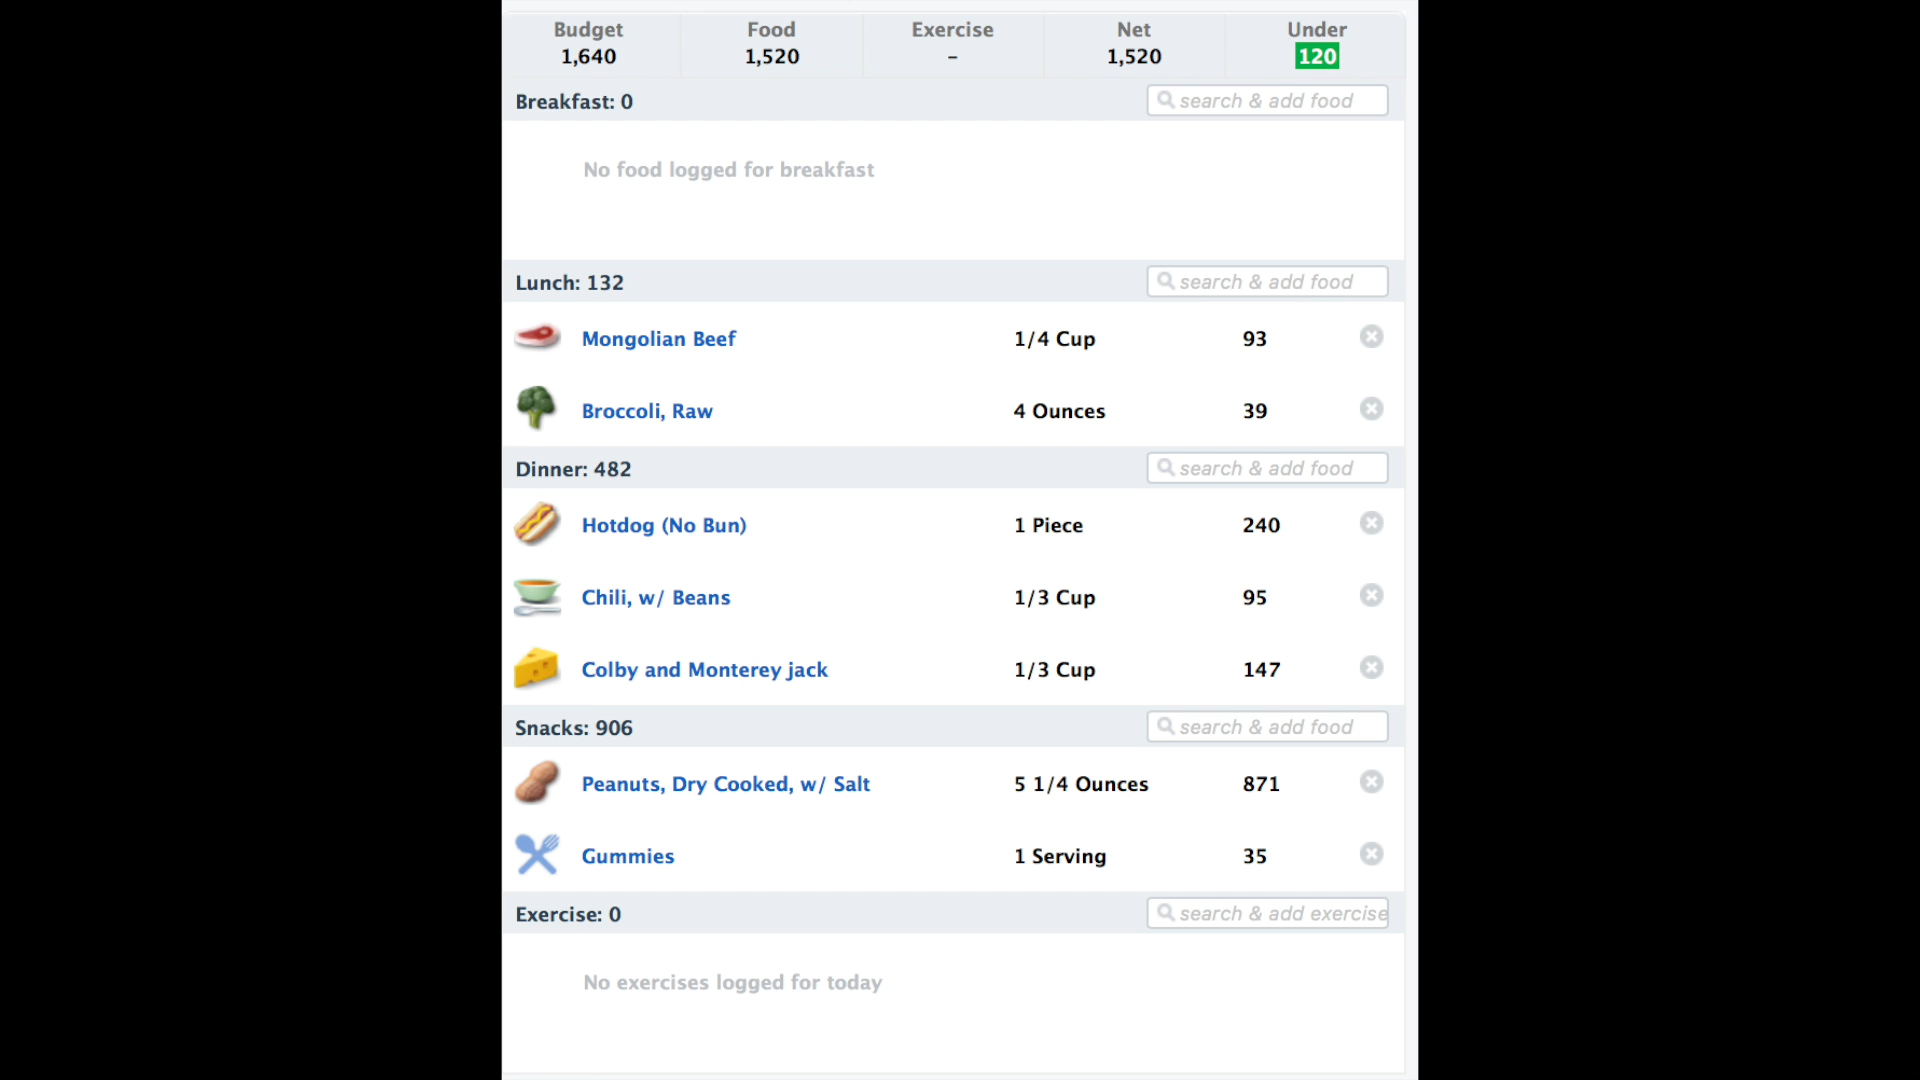 Budget Food Exercise Net Under
1,640 1,520 – 1,520 120
Breakfast: 0 search & add food
No food logged for breakfast
Lunch: 132 search & add food
Mongolian Beef 1/4 Cup 93
Broccoli, Raw 4 Ounces 39
Dinner: 482 search & add food
Hotdog (No Bun) 1 Piece 240
Chili, w/ Beans 1/3 Cup 95
Colby and Monterey jack 1/3 Cup 147
Snacks: 906 search & add food
Peanuts, Dry Cooked, w/ Salt 5 1/4 Ounces 871
Gummies 1 Serving 35
Exercise: 0 search & add exercise
No exercises logged for today